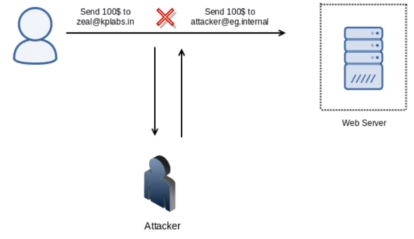 Send 100$ to
zeal@kplabs.in
Send 100$ to
attacker@eg.internal
Web Server
Attacker